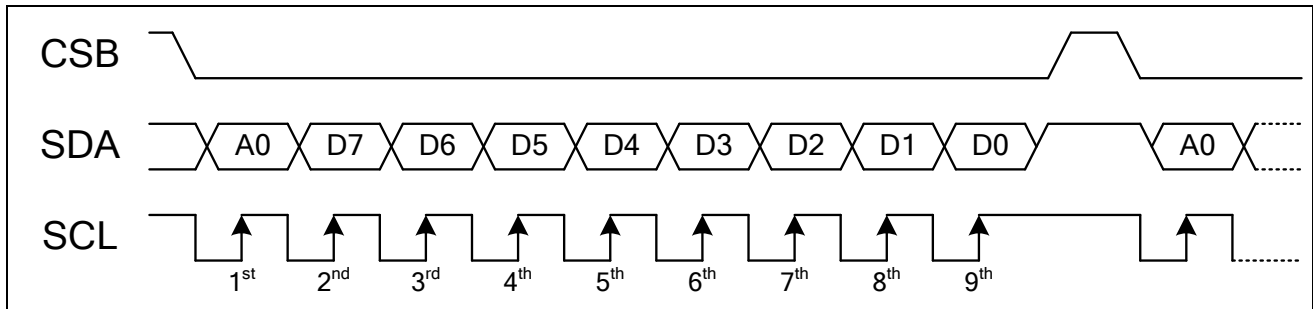 CSB
SDA A0 D7 D6 D5 D4 D3 D2 D1 D0 A0
SCL
1st 2nd 3rd 4th 5th 6th 7th 8th 9th